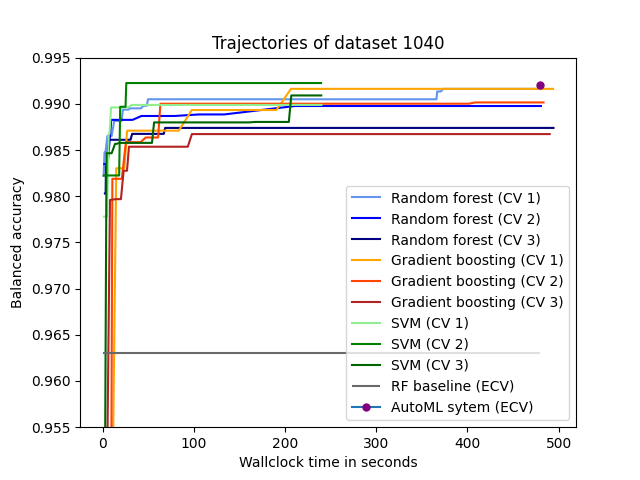 Trajectories of dataset 1040
0.995
0.990
0.985
0.980
0.975
0.970
0.965
0.960
0.955
Balanced accuracy
Random forest (CV 1)
Random forest (CV 2)
Random forest (CV 3)
Gradient boosting (CV 1)
Gradient boosting (CV 2)
Gradient boosting (CV 3)
SVM (CV 1)
SVM (CV 2)
SVM (CV 3)
RF baseline (ECV)
AutoML sytem (ECV)
0 100 200 300 400 500
Wallclock time in seconds